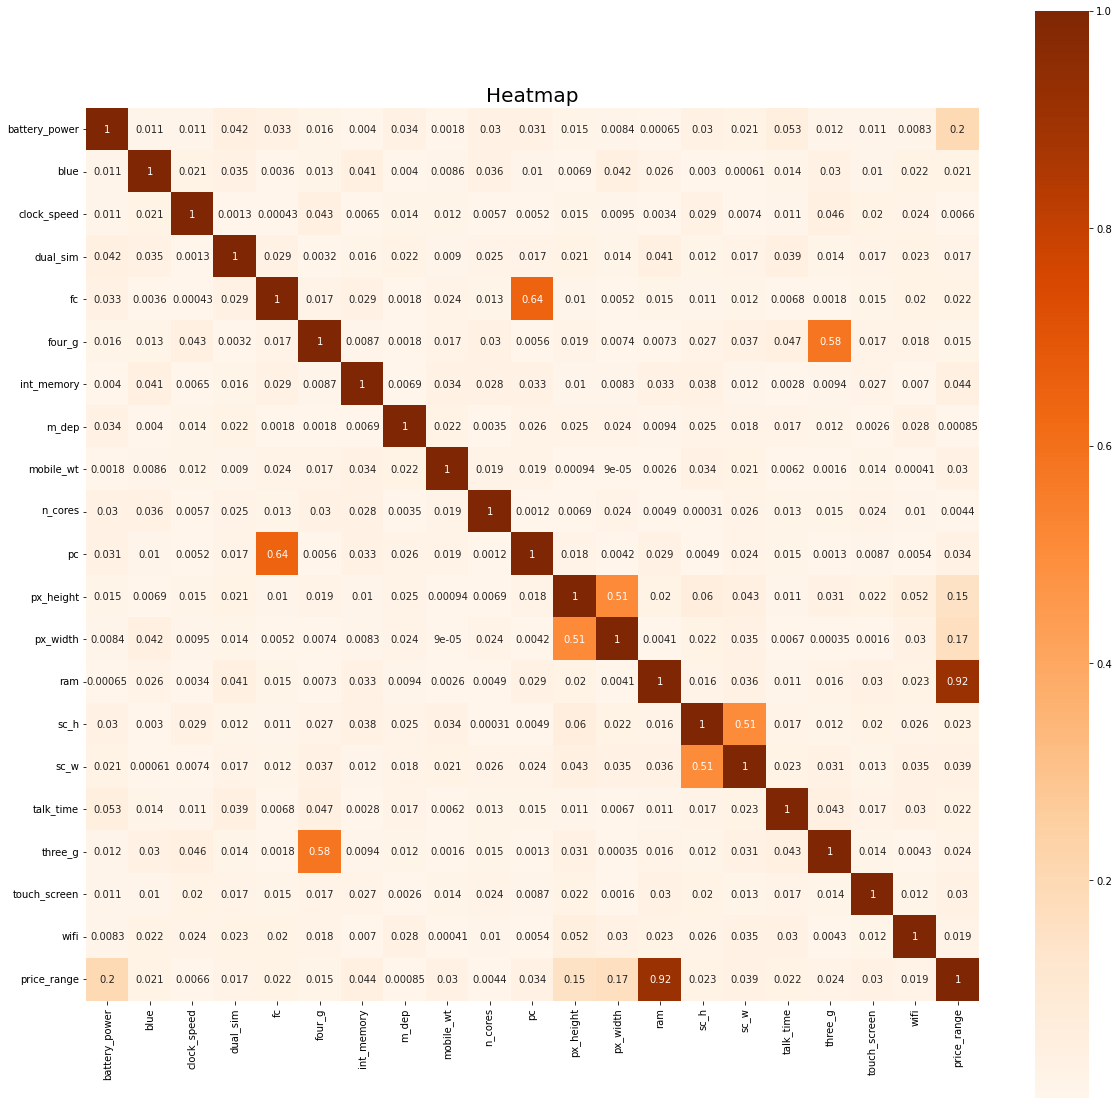 Heatmap
battery_power 1 0.011 0.011 0.042 0.033 0.016 0.004 0.034 0.0018 0.03 0.031 0.015 0.0084 0.00065 0.03 0.021 0.053 0.012 0.011 0.0083 0.2
blue 0.011 1 0.021 0.035 0.0036 0.013 0.041 0.004 0.0086 0.036 0.01 0.0069 0.042 0.026 0.003 0.00061 0.014 0.03 0.01 0.022 0.021
clock_speed 0.011 0.021 1 0.0013 0.00043 0.043 0.0065 0.014 0.012 0.0057 0.0052 0.015 0.0095 0.0034 0.029 0.0074 0.011 0.046 0.02 0.024 0.0066
dual_sim 0.042 0.035 0.0013 1 0.029 0.0032 0.016 0.022 0.009 0.025 0.017 0.021 0.014 0.041 0.012 0.017 0.039 0.014 0.017 0.023 0.017
fc 0.033 0.0036 0.00043 0.029 1 0.017 0.029 0.0018 0.024 0.013 0.64 0.01 0.0052 0.015 0.011 0.012 0.0068 0.0018 0.015 0.02 0.022
four_g 0.016 0.013 0.043 0.0032 0.017 1 0.0087 0.0018 0.017 0.03 0.0056 0.019 0.0074 0.0073 0.027 0.037 0.047 0.58 0.017 0.018 0.015
int_memory 0.004 0.041 0.0065 0.016 0.029 0.0087 1 0.0069 0.034 0.028 0.033 0.01 0.0083 0.033 0.038 0.012 0.0028 0.0094 0.027 0.007 0.044
m_dep 0.034 0.004 0.014 0.022 0.0018 0.0018 0.0069 1 0.022 0.0035 0.026 0.025 0.024 0.0094 0.025 0.018 0.017 0.012 0.0026 0.028 0.00085
mobile_wt 0.0018 0.0086 0.012 0.009 0.024 0.017 0.034 0.022 1 0.019 0.019 0.00094 9e-05 0.0026 0.034 0.021 0.0062 0.0016 0.014 0.00041 0.03
n_cores 0.03 0.036 0.0057 0.025 0.013 0.03 0.028 0.0035 0.019 1 0.0012 0.0069 0.024 0.0049 0.00031 0.026 0.013 0.015 0.024 0.01 0.0044
pc 0.031 0.01 0.0052 0.017 0.64 0.0056 0.033 0.026 0.019 0.0012 1 0.018 0.0042 0.029 0.0049 0.024 0.015 0.0013 0.0087 0.0054 0.034
px_height 0.015 0.0069 0.015 0.021 0.01 0.019 0.01 0.025 0.00094 0.0069 0.018 1 0.51 0.02 0.06 0.043 0.011 0.031 0.022 0.052 0.15
px_width 0.0084 0.042 0.0095 0.014 0.0052 0.0074 0.0083 0.024 9e-05 0.024 0.0042 0.51 1 0.0041 0.022 0.035 0.0067 0.00035 0.0016 0.03 0.17
ram 0.00065 0.026 0.0034 0.041 0.015 0.0073 0.033 0.0094 0.0026 0.0049 0.029 0.02 0.0041 1 0.016 0.036 0.011 0.016 0.03 0.023 0.92
sc_h 0.03 0.003 0.029 0.012 0.011 0.027 0.038 0.025 0.034 0.00031 0.0049 0.06 0.022 0.016 1 0.51 0.017 0.012 0.02 0.026 0.023
sc_w 0.021 0.00061 0.0074 0.017 0.012 0.037 0.012 0.018 0.021 0.026 0.024 0.043 0.035 0.036 0.51 1 0.023 0.031 0.013 0.035 0.039
talk_time 0.053 0.014 0.011 0.039 0.0068 0.047 0.0028 0.017 0.0062 0.013 0.015 0.011 0.0067 0.011 0.017 0.023 1 0.043 0.017 0.03 0.022
three_g 0.012 0.03 0.046 0.014 0.0018 0.58 0.0094 0.012 0.0016 0.015 0.0013 0.031 0.00035 0.016 0.012 0.031 0.043 1 0.014 0.0043 0.024
touch_screen 0.011 0.01 0.02 0.017 0.015 0.017 0.027 0.0026 0.014 0.024 0.0087 0.022 0.0016 0.03 0.02 0.013 0.017 0.014 1 0.012 0.03
wifi 0.0083 0.022 0.024 0.023 0.02 0.018 0.007 0.028 0.00041 0.01 0.0054 0.052 0.03 0.023 0.026 0.035 0.03 0.0043 0.012 1 0.019
price_range 0.2 0.021 0.0066 0.017 0.022 0.015 0.044 0.00085 0.03 0.0044 0.034 0.15 0.17 0.92 0.023 0.039 0.022 0.024 0.03 0.019 1
battery_power blue clock_speed dual_sim fc four_g int_memory m_dep mobile_wt n_cores pc px_height px_width ram sc_h sc_w talk_time three_g touch_screen wifi price_range
1.0
0.8
0.6
0.4
0.2